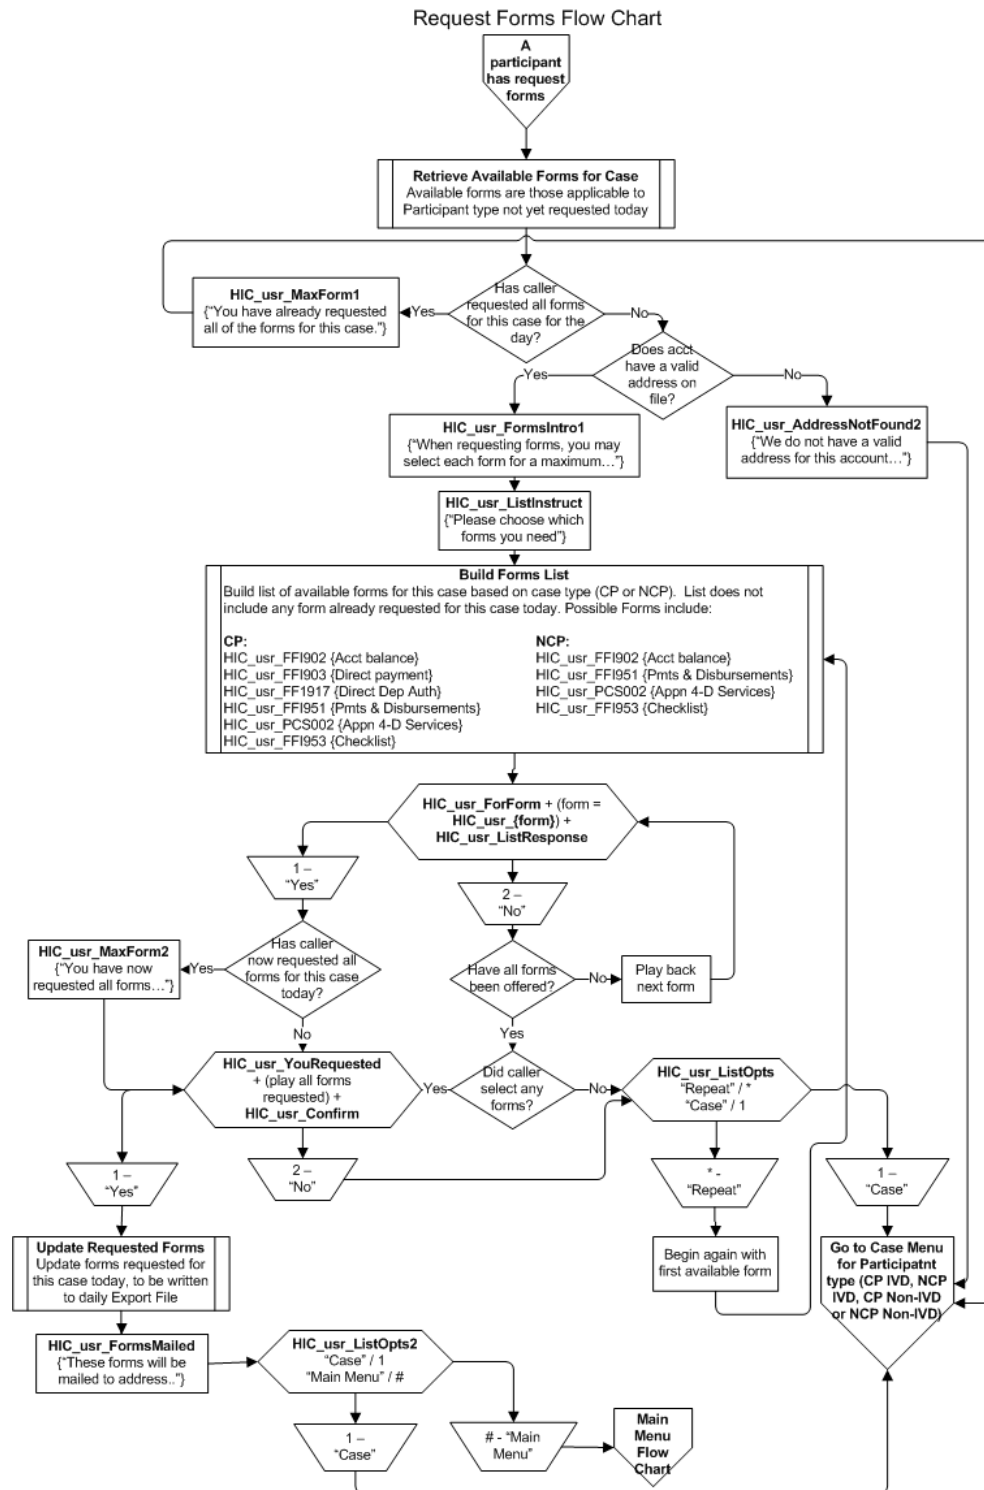 Request Forms Flow Chart
A
participant
has request
forms
Retrieve Available Forms for Case
Available forms are those applicable to
Participant type not yet requested today
HIC_usr_MaxForm1
{“You have already requested
all of the forms for this case.”}
Yes
Has caller
requested all forms
for this case for the
day?
No
Does acct
have a valid
address on
file?
Yes
No
HIC_usr_FormsIntro1
{“When requesting forms, you may
select each form for a maximum...”}
HIC_usr_AddressNotFound2
{“We do not have a valid
address for this account...”}
HIC_usr_ListInstruct
{“Please choose which
forms you need”}
Build Forms List
Build list of available forms for this case based on case type (CP or NCP). List does not
include any form already requested for this case today. Possible Forms include:
CP:
HIC_usr_FFI902 {Acct balance}
HIC_usr_FFI903 {Direct payment}
HIC_usr_FF1917 {Direct Dep Auth}
HIC_usr_FFI951 {Pmts & Disbursements}
HIC_usr_PCS002 {Appn 4-D Services}
HIC_usr_FFI953 {Checklist}
NCP:
HIC_usr_FFI902 {Acct balance}
HIC_usr_FFI951 {Pmts & Disbursements}
HIC_usr_PCS002 {Appn 4-D Services}
HIC_usr_FFI953 {Checklist}
HIC_usr_ForForm + (form =
HIC_usr_{form}) +
HIC_usr_ListResponse
1 –
“Yes”
2 –
“No”
HIC_usr_MaxForm2
{“You have now
requested all forms...”}
Yes
Has caller
now requested all
forms for this case
today?
No
Have all forms
been offered?
No
Play back
next form
Yes
HIC_usr_YouRequested
+ (play all forms
requested) +
HIC_usr_Confirm
Yes
Did caller
select any
forms?
No
HIC_usr_ListOpts
“Repeat” / *
“Case” / 1
1 –
“Yes”
2 –
“No”
* -
“Repeat”
1 –
“Case”
Update Requested Forms
Update forms requested for
this case today, to be written
to daily Export File
Begin again with
first available form
Go to Case Menu
for Participatnt
type (CP IVD, NCP
IVD, CP Non-IVD
or NCP Non-IVD)
HIC_usr_FormsMailed
{“These forms will be
mailed to address..”}
HIC_usr_ListOpts2
“Case” / 1
“Main Menu” / #
1 –
“Case”
# - “Main
Menu”
Main
Menu
Flow
Chart